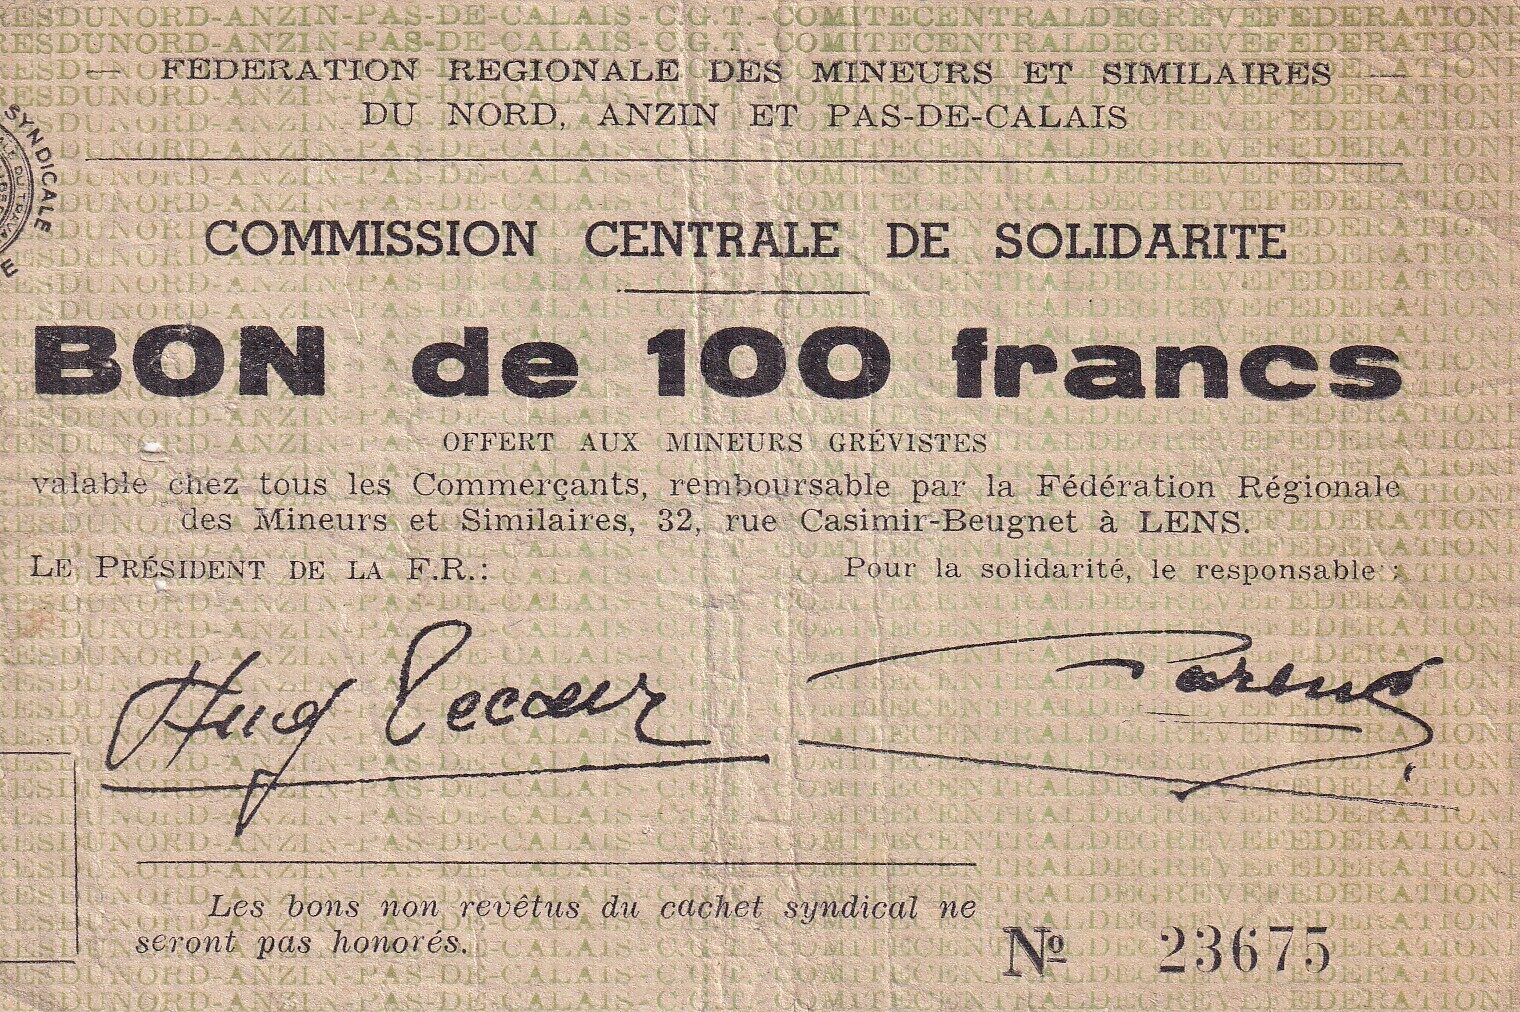 FEDERATION REGIONALE DES MINEURS ET SIMILAIRES
DU NORD, ANZIN ET PAS-DE-CALAIS
SYNDICALE
COMMISSION CENTRALE DE SOLIDARITE
BON de 100 francs
OFFERT AUX MINEURS GRÉVISTES
valable chez tous les Commerçants, remboursable par la Fédération Régionale
des Mineurs et Similaires, 32, rue Casimir-Beugnet à LENS.
LE PRÉSIDENT DE LA F.R.:
Pour la solidarité, le responsable :
Lecœur
Les bons non revêtus du cachet syndical ne
seront pas honorés.
Nº 23675